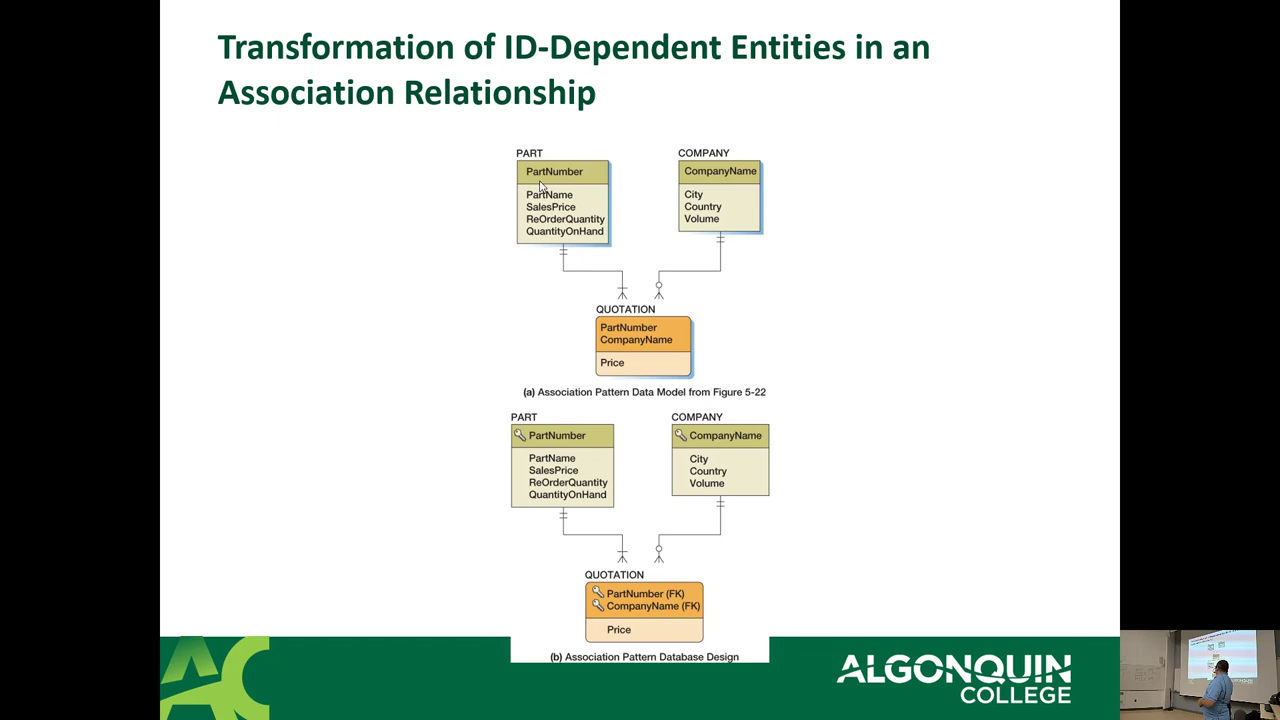 Transformation of ID-Dependent Entities in an
Association Relationship
PART
PartNumber
PartName
SalesPrice
ReOrderQuantity
QuantityOnHand
COMPANY
CompanyName
City
Country
Volume
QUOTATION
PartNumber
CompanyName
Price
(a) Association Pattern Data Model from Figure 5-22
PART
PartNumber
PartName
SalesPrice
ReOrderQuantity
QuantityOnHand
COMPANY
CompanyName
City
Country
Volume
QUOTATION
PartNumber (FK)
CompanyName (FK)
Price
(b) Association Pattern Database Design
AC
ALGONQUIN
COLLEGE